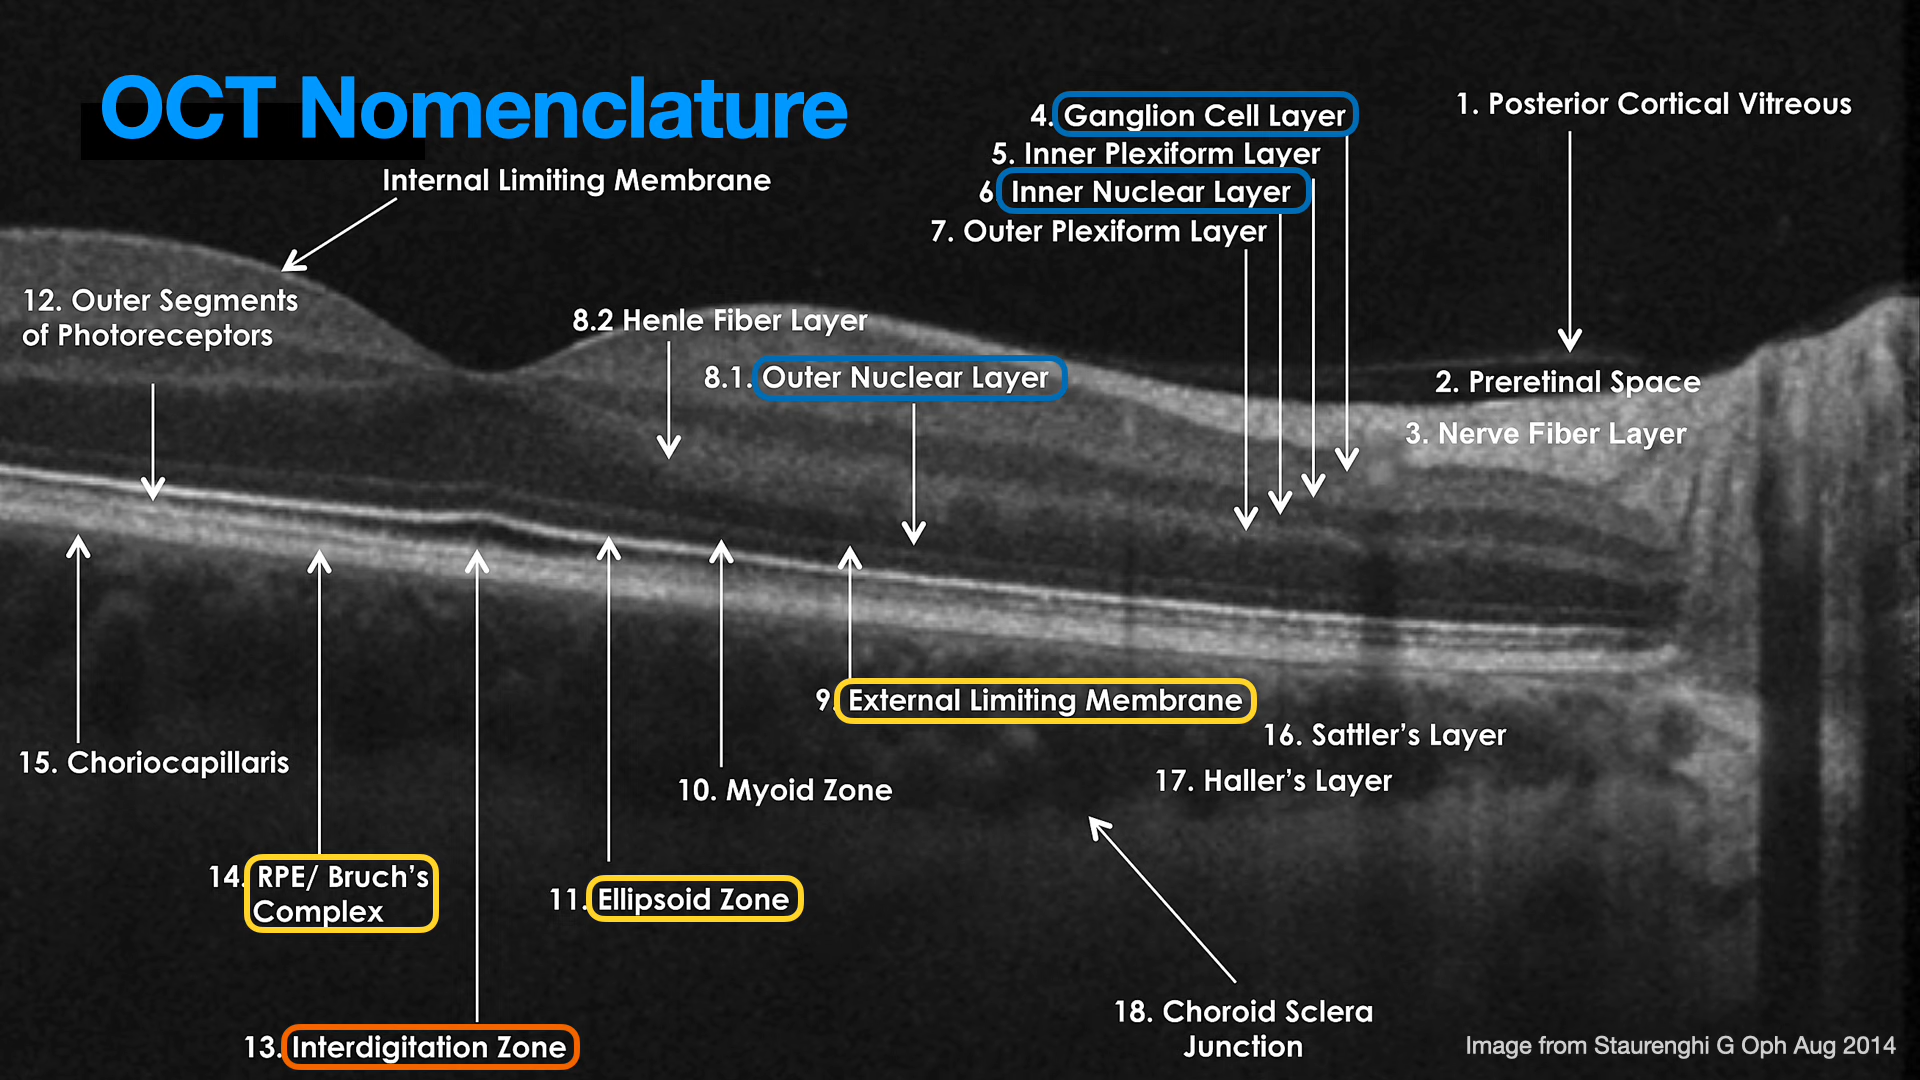 OCT Nomenclature
Internal Limiting Membrane
1. Posterior Cortical Vitreous
4. Ganglion Cell Layer
5. Inner Plexiform Layer
6. Inner Nuclear Layer
7. Outer Plexiform Layer
12. Outer Segments
of Photoreceptors
8.2 Henle Fiber Layer
8.1. Outer Nuclear Layer
2. Preretinal Space
3. Nerve Fiber Layer
9. External Limiting Membrane
16. Sattler's Layer
17. Haller's Layer
15. Choriocapillaris
10. Myoid Zone
14. RPE/ Bruch's
Complex
11. Ellipsoid Zone
18. Choroid Sclera
Junction
13. Interdigitation Zone
Image from Staurenghi G Oph Aug 2014